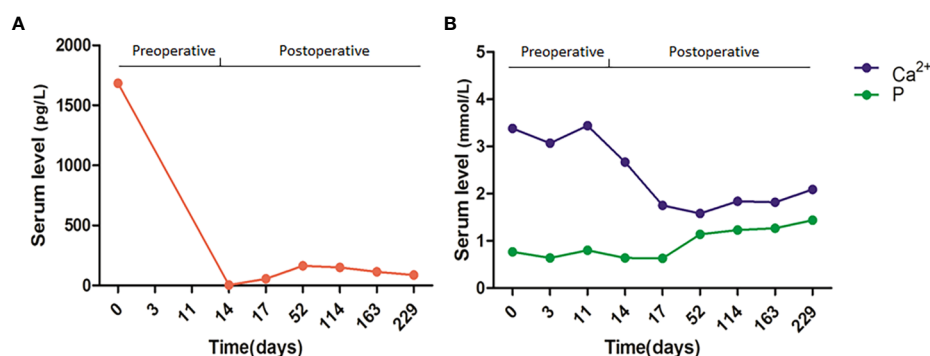 A
Preoperative Postoperative
2000
1500
1000
500
0
Serum level (pg/L)
0 3 11 14 17 52 114 163 229
Time(days)
B
Preoperative Postoperative
5
4
3
2
1
0
Serum level (mmol/L)
0 3 11 14 17 52 114 163 229
Time(days)
Ca2+
P